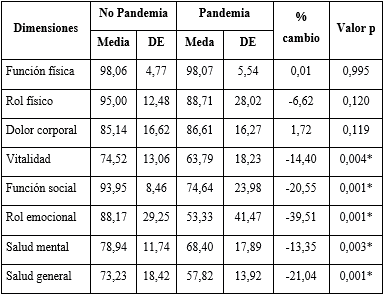 Dimensiones No Pandemia Pandemia % cambio Valor p
Media DE Meda DE
Función física 98,06 4,77 98,07 5,54 0,01 0,995
Rol físico 95,00 12,48 88,71 28,02 -6,62 0,120
Dolor corporal 85,14 16,62 86,61 16,27 1,72 0,119
Vitalidad 74,52 13,06 63,79 18,23 -14,40 0,004*
Función social 93,95 8,46 74,64 23,98 -20,55 0,001*
Rol emocional 88,17 29,25 53,33 41,47 -39,51 0,001*
Salud mental 78,94 11,74 68,40 17,89 -13,35 0,003*
Salud general 73,23 18,42 57,82 13,92 -21,04 0,001*